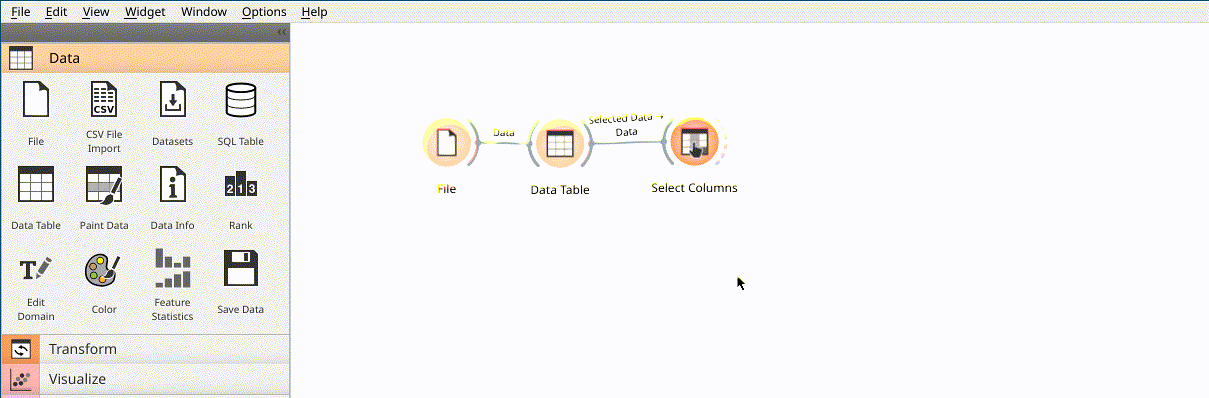 File Edit View Widget Window Options Help
Data
File
CSV File
Import
Datasets
SQL Table
Data Table
Paint Data
Data Info
Rank
Edit
Domain
Color
Feature
Statistics
Save Data
Transform
Visualize
Data
Selected Data →
Data
File
Data Table
Select Columns